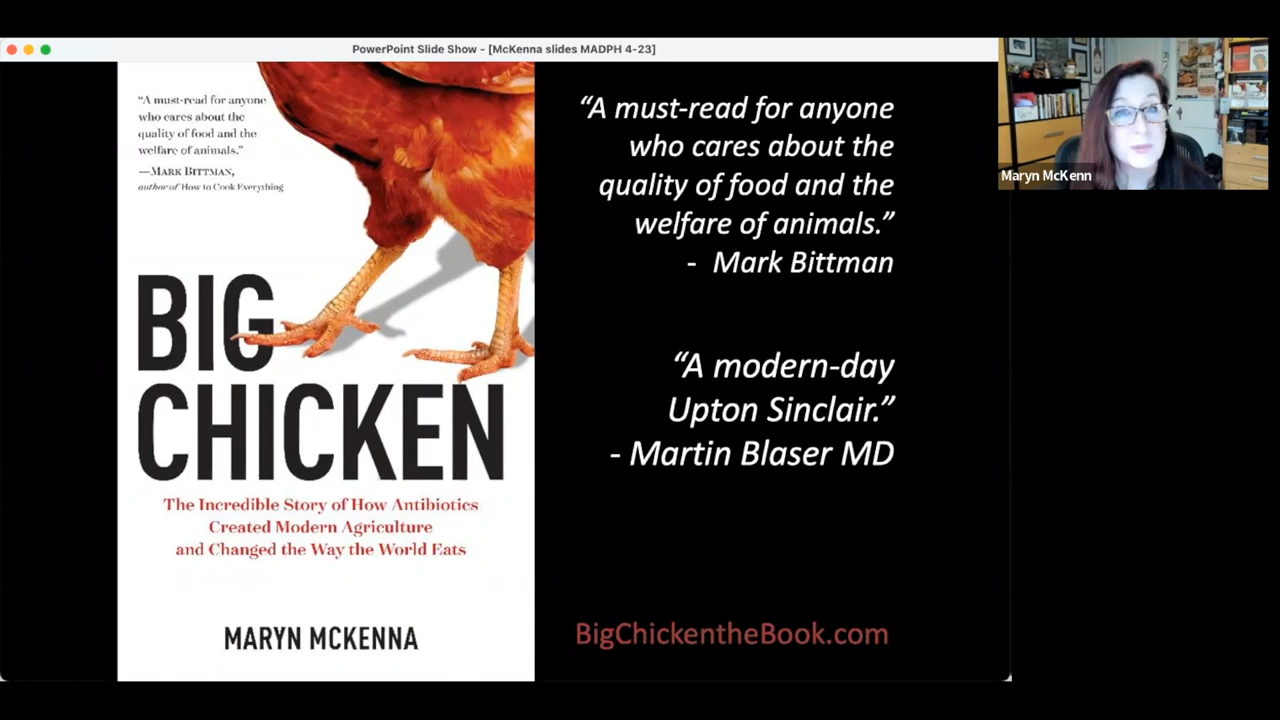 PowerPoint Slide Show - [McKenna slides MADPH 4-23]
“A must-read for anyone
who cares about the
quality of food and the
welfare of animals.”
—MARK BITTMAN,
author of How to Cook Everything
BIG
CHICKEN
The Incredible Story of How Antibiotics
Created Modern Agriculture
and Changed the Way the World Eats
MARYN MCKENNA
“A must-read for anyone
who cares about the
quality of food and the
welfare of animals.”
- Mark Bittman
“A modern-day
Upton Sinclair.”
- Martin Blaser MD
BigChickentheBook.com
Maryn McKenn